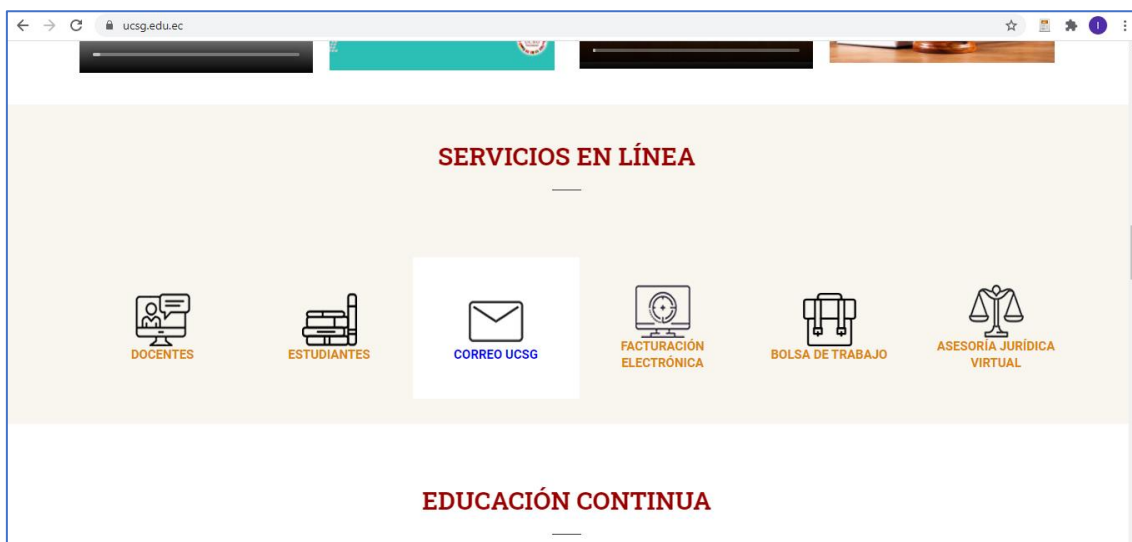 ucsg.edu.ec
I
SERVICIOS EN LÍNEA
DOCENTES
ESTUDIANTES
CORREO UCSG
FACTURACIÓN
ELECTRÓNICA
BOLSA DE TRABAJO
ASESORÍA JURÍDICA
VIRTUAL
EDUCACIÓN CONTINUA